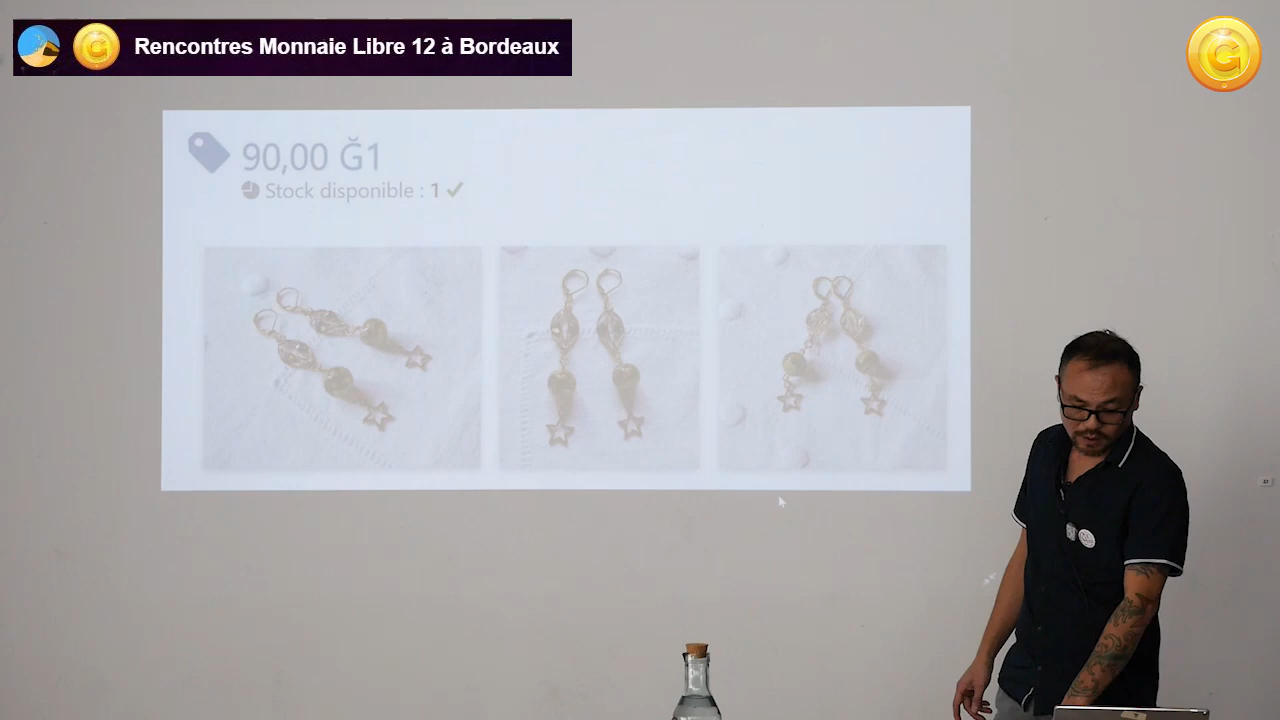 Rencontres Monnaie Libre 12 à Bordeaux
90,00 Ğ1
Stock disponible : 1